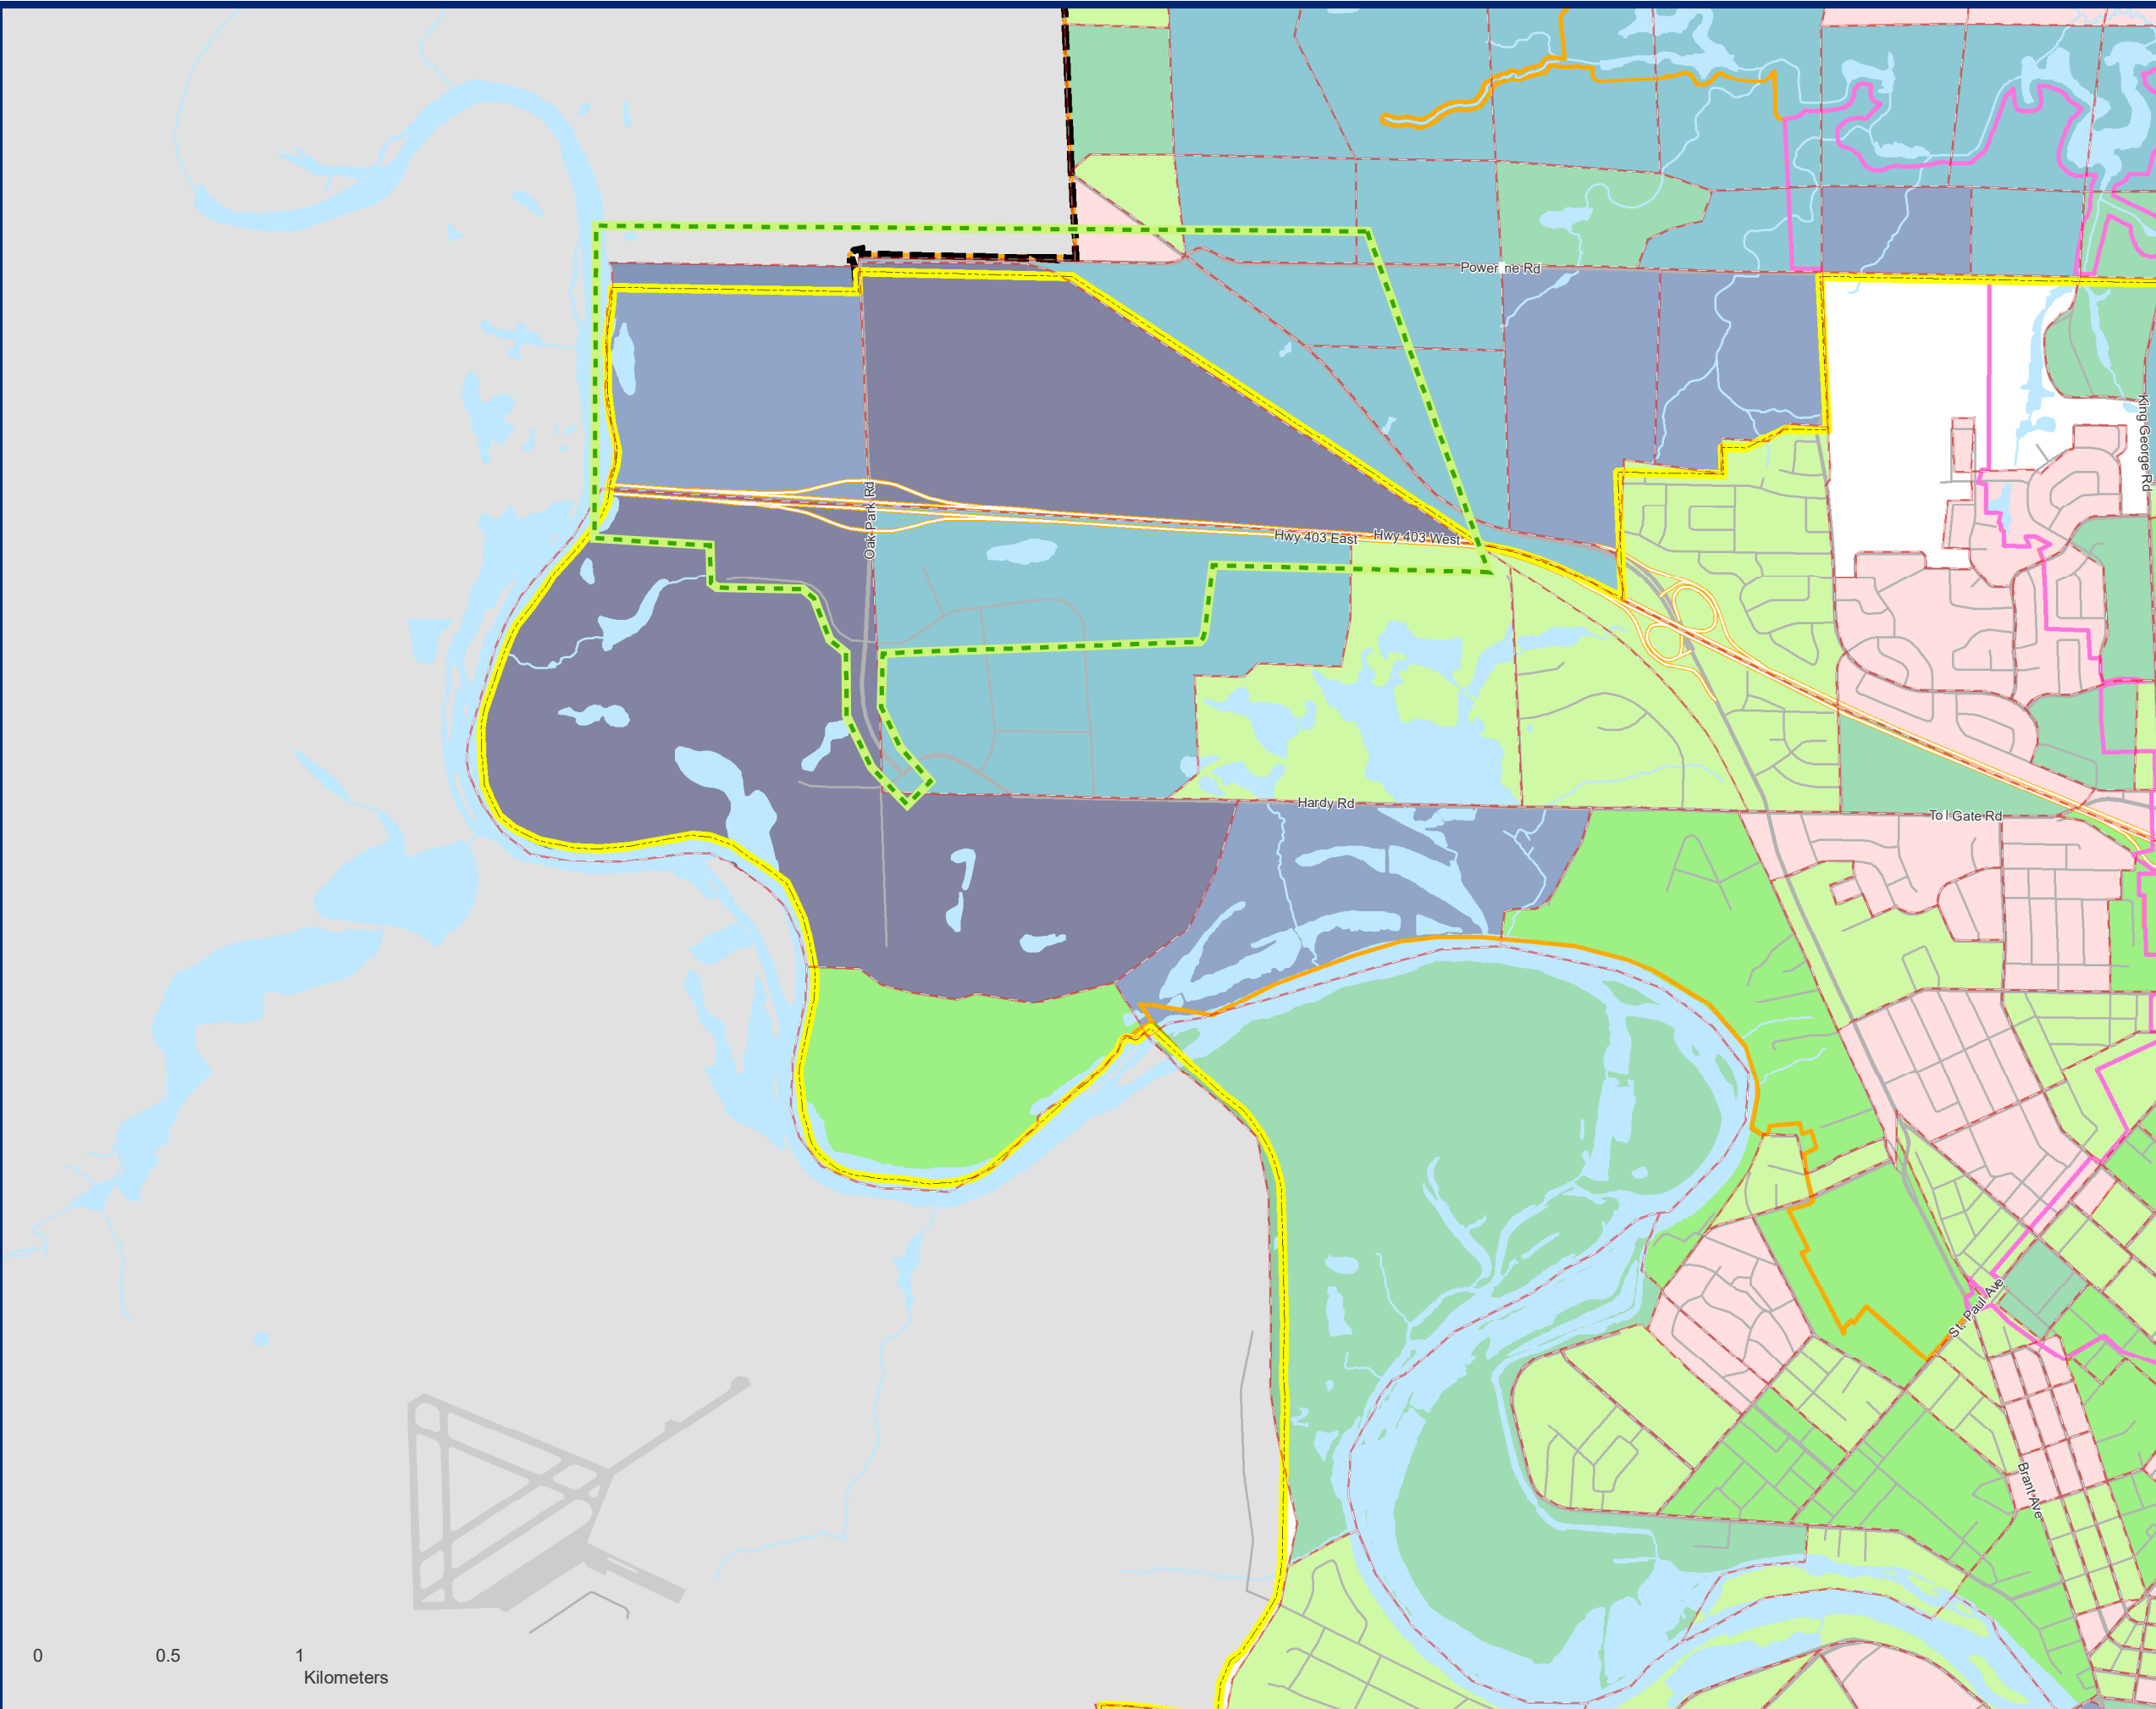 Powerline Rd
King George Rd
Oak Park Rd
Hwy 403 East
Hwy 403 West
Hardy Rd
Tol Gate Rd
St. Paul Ave
Brant Ave
0
0.5
1
Kilometers